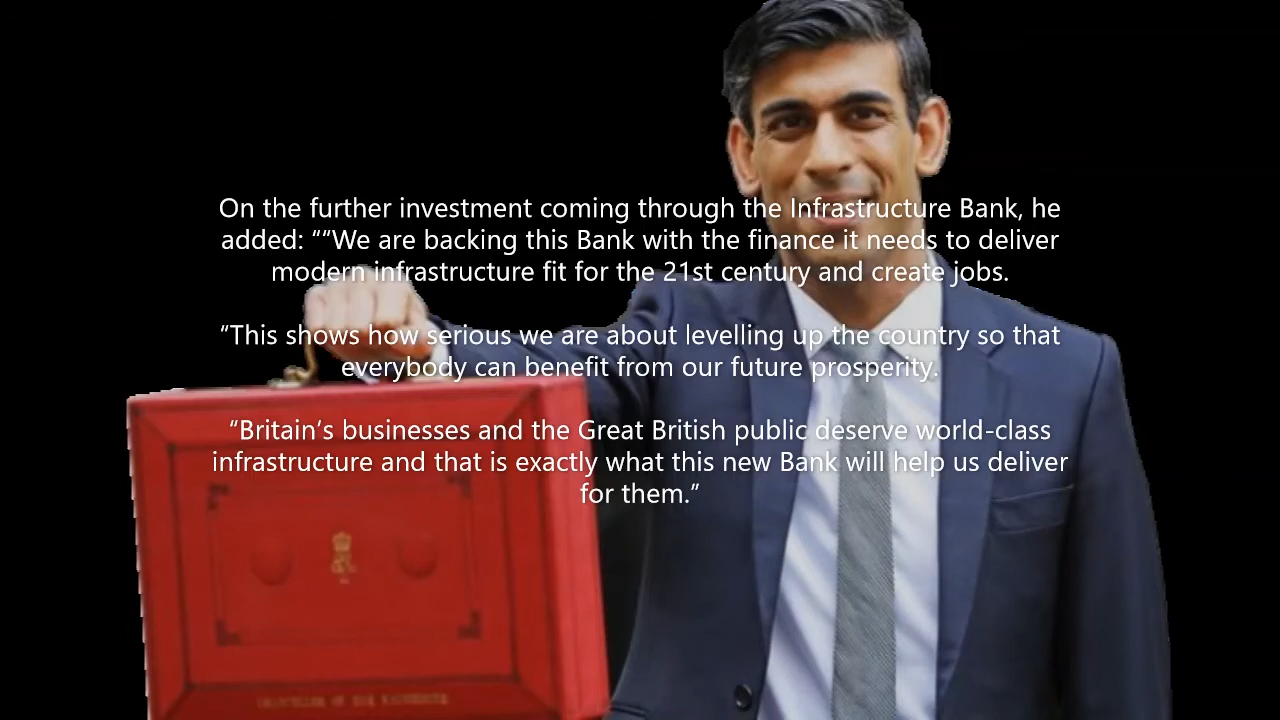 On the further investment coming through the Infrastructure Bank, he
added: ““We are backing this Bank with the finance it needs to deliver
modern infrastructure fit for the 21st century and create jobs.
“This shows how serious we are about levelling up the country so that
everybody can benefit from our future prosperity.
“Britain’s businesses and the Great British public deserve world-class
infrastructure and that is exactly what this new Bank will help us deliver
for them.”
CHANCELLOR OF THE EXCHEQUER